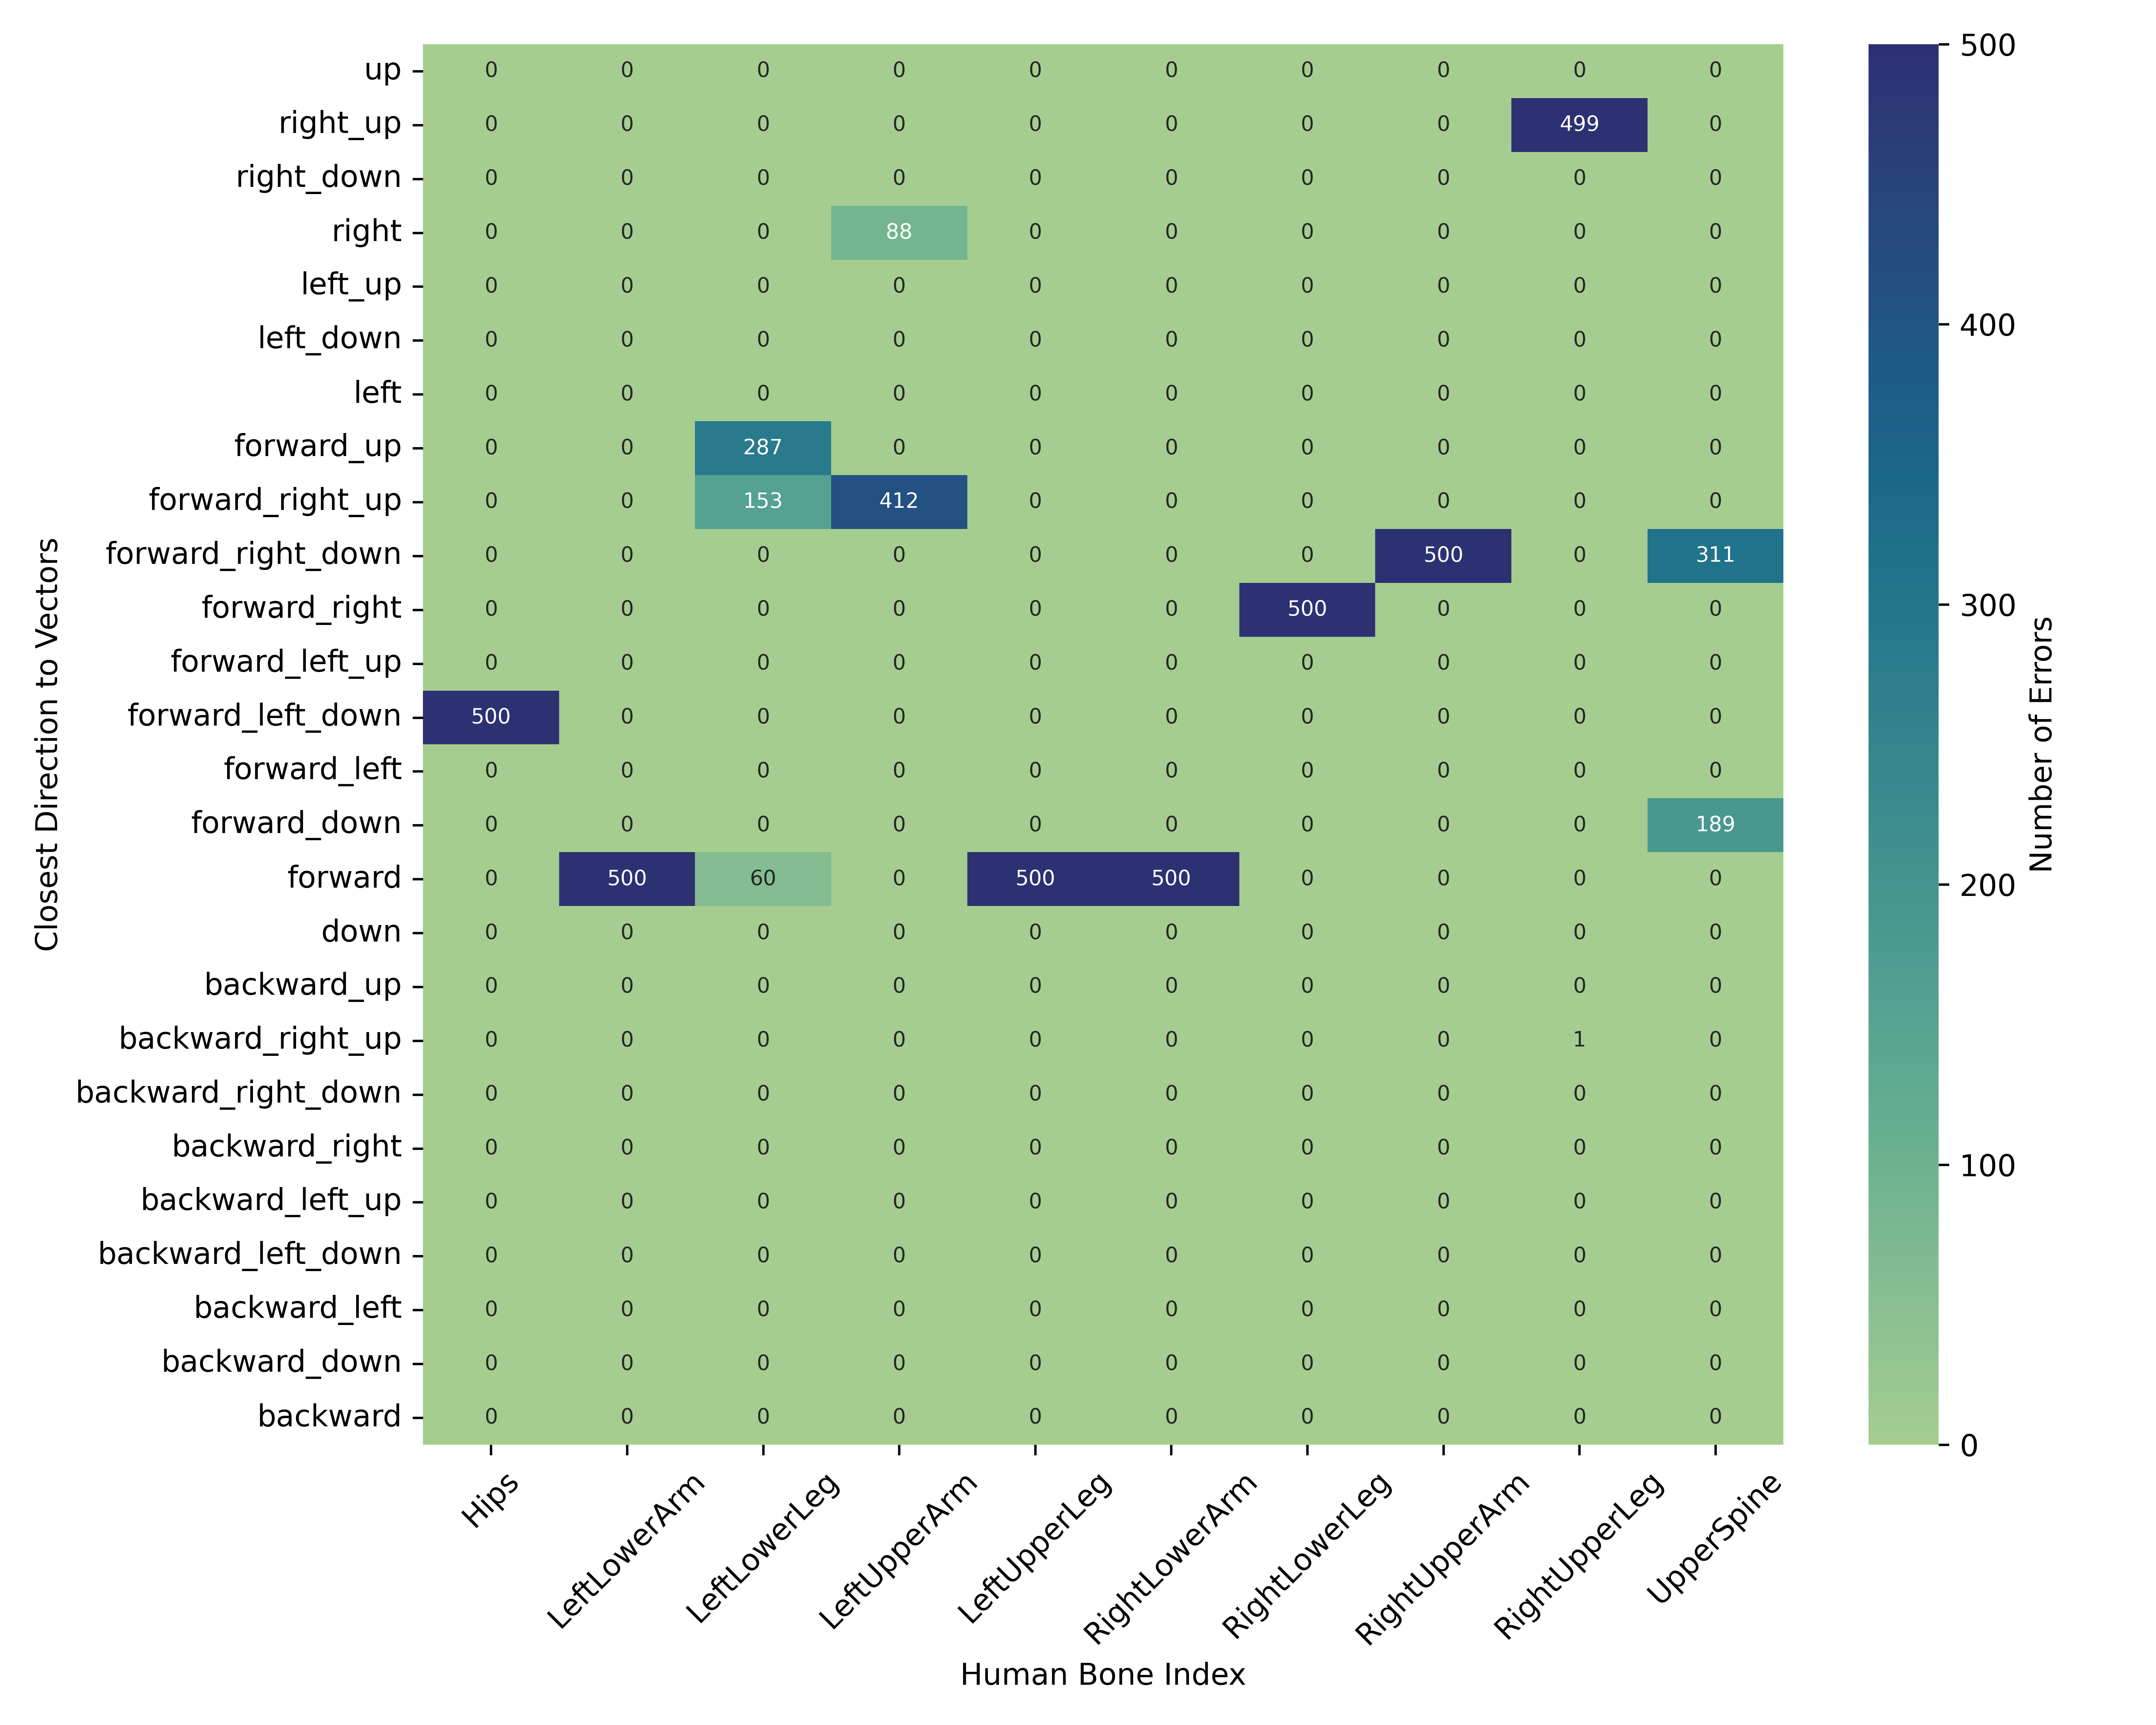 up 0 0 0 0 0 0 0 0 0 0
right_up 0 0 0 0 0 0 0 0 499 0
right_down 0 0 0 0 0 0 0 0 0 0
right 0 0 0 88 0 0 0 0 0 0
left_up 0 0 0 0 0 0 0 0 0 0
left_down 0 0 0 0 0 0 0 0 0 0
left 0 0 0 0 0 0 0 0 0 0
forward_up 0 0 287 0 0 0 0 0 0 0
forward_right_up 0 0 153 412 0 0 0 0 0 0
forward_right_down 0 0 0 0 0 0 0 500 0 311
forward_right 0 0 0 0 0 0 500 0 0 0
forward_left_up 0 0 0 0 0 0 0 0 0 0
forward_left_down 500 0 0 0 0 0 0 0 0 0
forward_left 0 0 0 0 0 0 0 0 0 0
forward_down 0 0 0 0 0 0 0 0 0 189
forward 0 500 60 0 500 500 0 0 0 0
down 0 0 0 0 0 0 0 0 0 0
backward_up 0 0 0 0 0 0 0 0 0 0
backward_right_up 0 0 0 0 0 0 0 0 1 0
backward_right_down 0 0 0 0 0 0 0 0 0 0
backward_right 0 0 0 0 0 0 0 0 0 0
backward_left_up 0 0 0 0 0 0 0 0 0 0
backward_left_down 0 0 0 0 0 0 0 0 0 0
backward_left 0 0 0 0 0 0 0 0 0 0
backward_down 0 0 0 0 0 0 0 0 0 0
backward 0 0 0 0 0 0 0 0 0 0
Closest Direction to Vectors
Hips
LeftLowerArm
LeftLowerLeg
LeftUpperArm
LeftUpperLeg
RightLowerArm
RightLowerLeg
RightUpperArm
RightUpperLeg
UpperSpine
Human Bone Index
500
400
300
200
100
0
Number of Errors